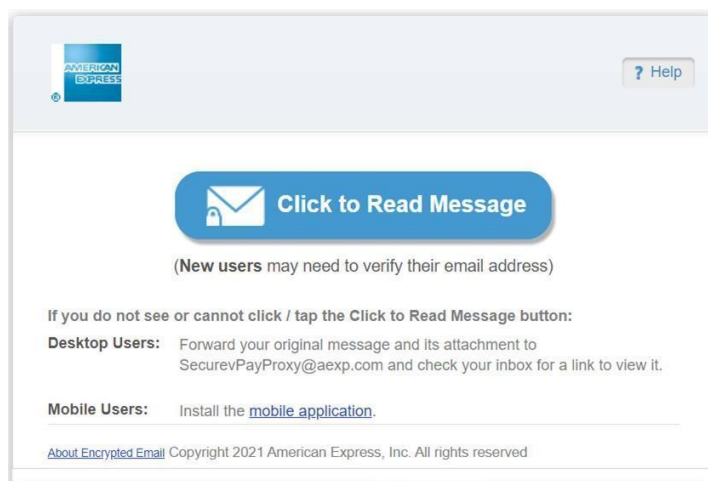 AMERICAN
EXPRESS
®
? Help
Click to Read Message
(New users may need to verify their email address)
If you do not see or cannot click / tap the Click to Read Message button:
Desktop Users: Forward your original message and its attachment to
SecurevPayProxy@aexp.com and check your inbox for a link to view it.
Mobile Users: Install the mobile application.
About Encrypted Email Copyright 2021 American Express, Inc. All rights reserved